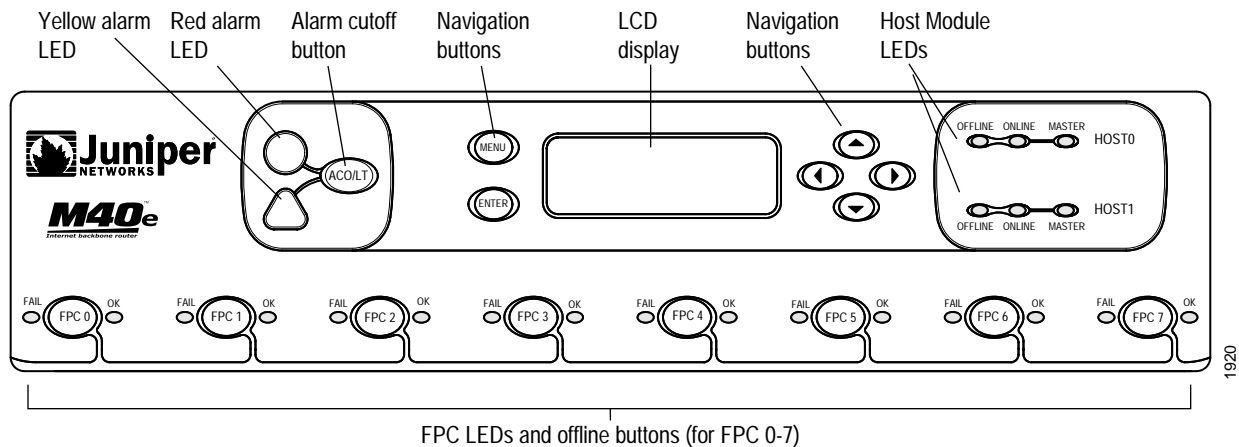 Yellow alarm LED
Red alarm LED
Alarm cutoff button
Navigation buttons
LCD display
Navigation buttons
Host Module LEDs
Juniper
NETWORKS
M40e™
Internet backbone router
ACO/LT
MENU
ENTER
OFFLINE ONLINE MASTER HOST0
HOST1
OFFLINE ONLINE MASTER
FAIL FPC 0 OK
FAIL FPC 1 OK
FAIL FPC 2 OK
FAIL FPC 3 OK
FAIL FPC 4 OK
FAIL FPC 5 OK
FAIL FPC 6 OK
FAIL FPC 7 OK
1920
FPC LEDs and offline buttons (for FPC 0-7)